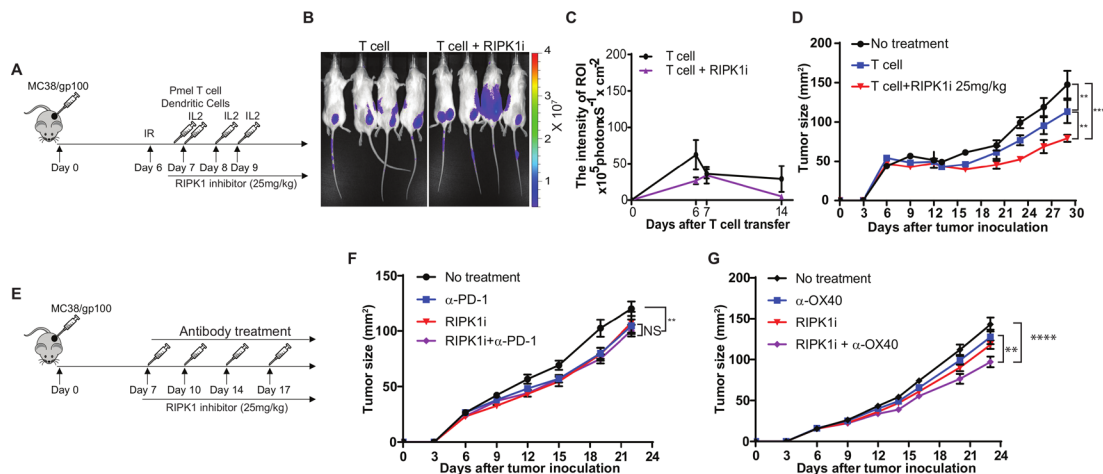 A
MC38/gp100
Pmel T cell
Dendritic Cells
IR
IL2
IL2
IL2
Day 0
Day 6
Day 7
Day 8
Day 9
RIPK1 inhibitor (25mg/kg)
B
T cell
T cell + RIPK1i
4
3
2
1
X 10⁷
C
T cell
T cell + RIPK1i
The intensity of ROI
x10⁵photonxS⁻¹ x cm2
150
100
50
0
0
6
7
14
Days after T cell transfer
D
No treatment
T cell
T cell+RIPK1i 25mg/kg
Tumor size (mm²)
200
150
100
50
0
0 3 6 9 12 13 14 17 20 21 24 27 30
**
**
Days after tumor inoculation
E
MC38/gp100
Antibody treatment
Day 0
Day 7
Day 10
Day 14
Day 17
RIPK1 inhibitor (25mg/kg)
F
No treatment
α-PD-1
RIPK1i
RIPK1i+α-PD-1
Tumor size (mm²)
150
100
50
0
0 3 6 9 12 15 18 21 24
NS
**
Days after tumor inoculation
G
No treatment
α-OX40
RIPK1i
RIPK1i + α-OX40
Tumor size (mm²)
200
150
100
50
0
0 3 6 9 12 15 18 21 24
**
****
Days after tumor inoculation